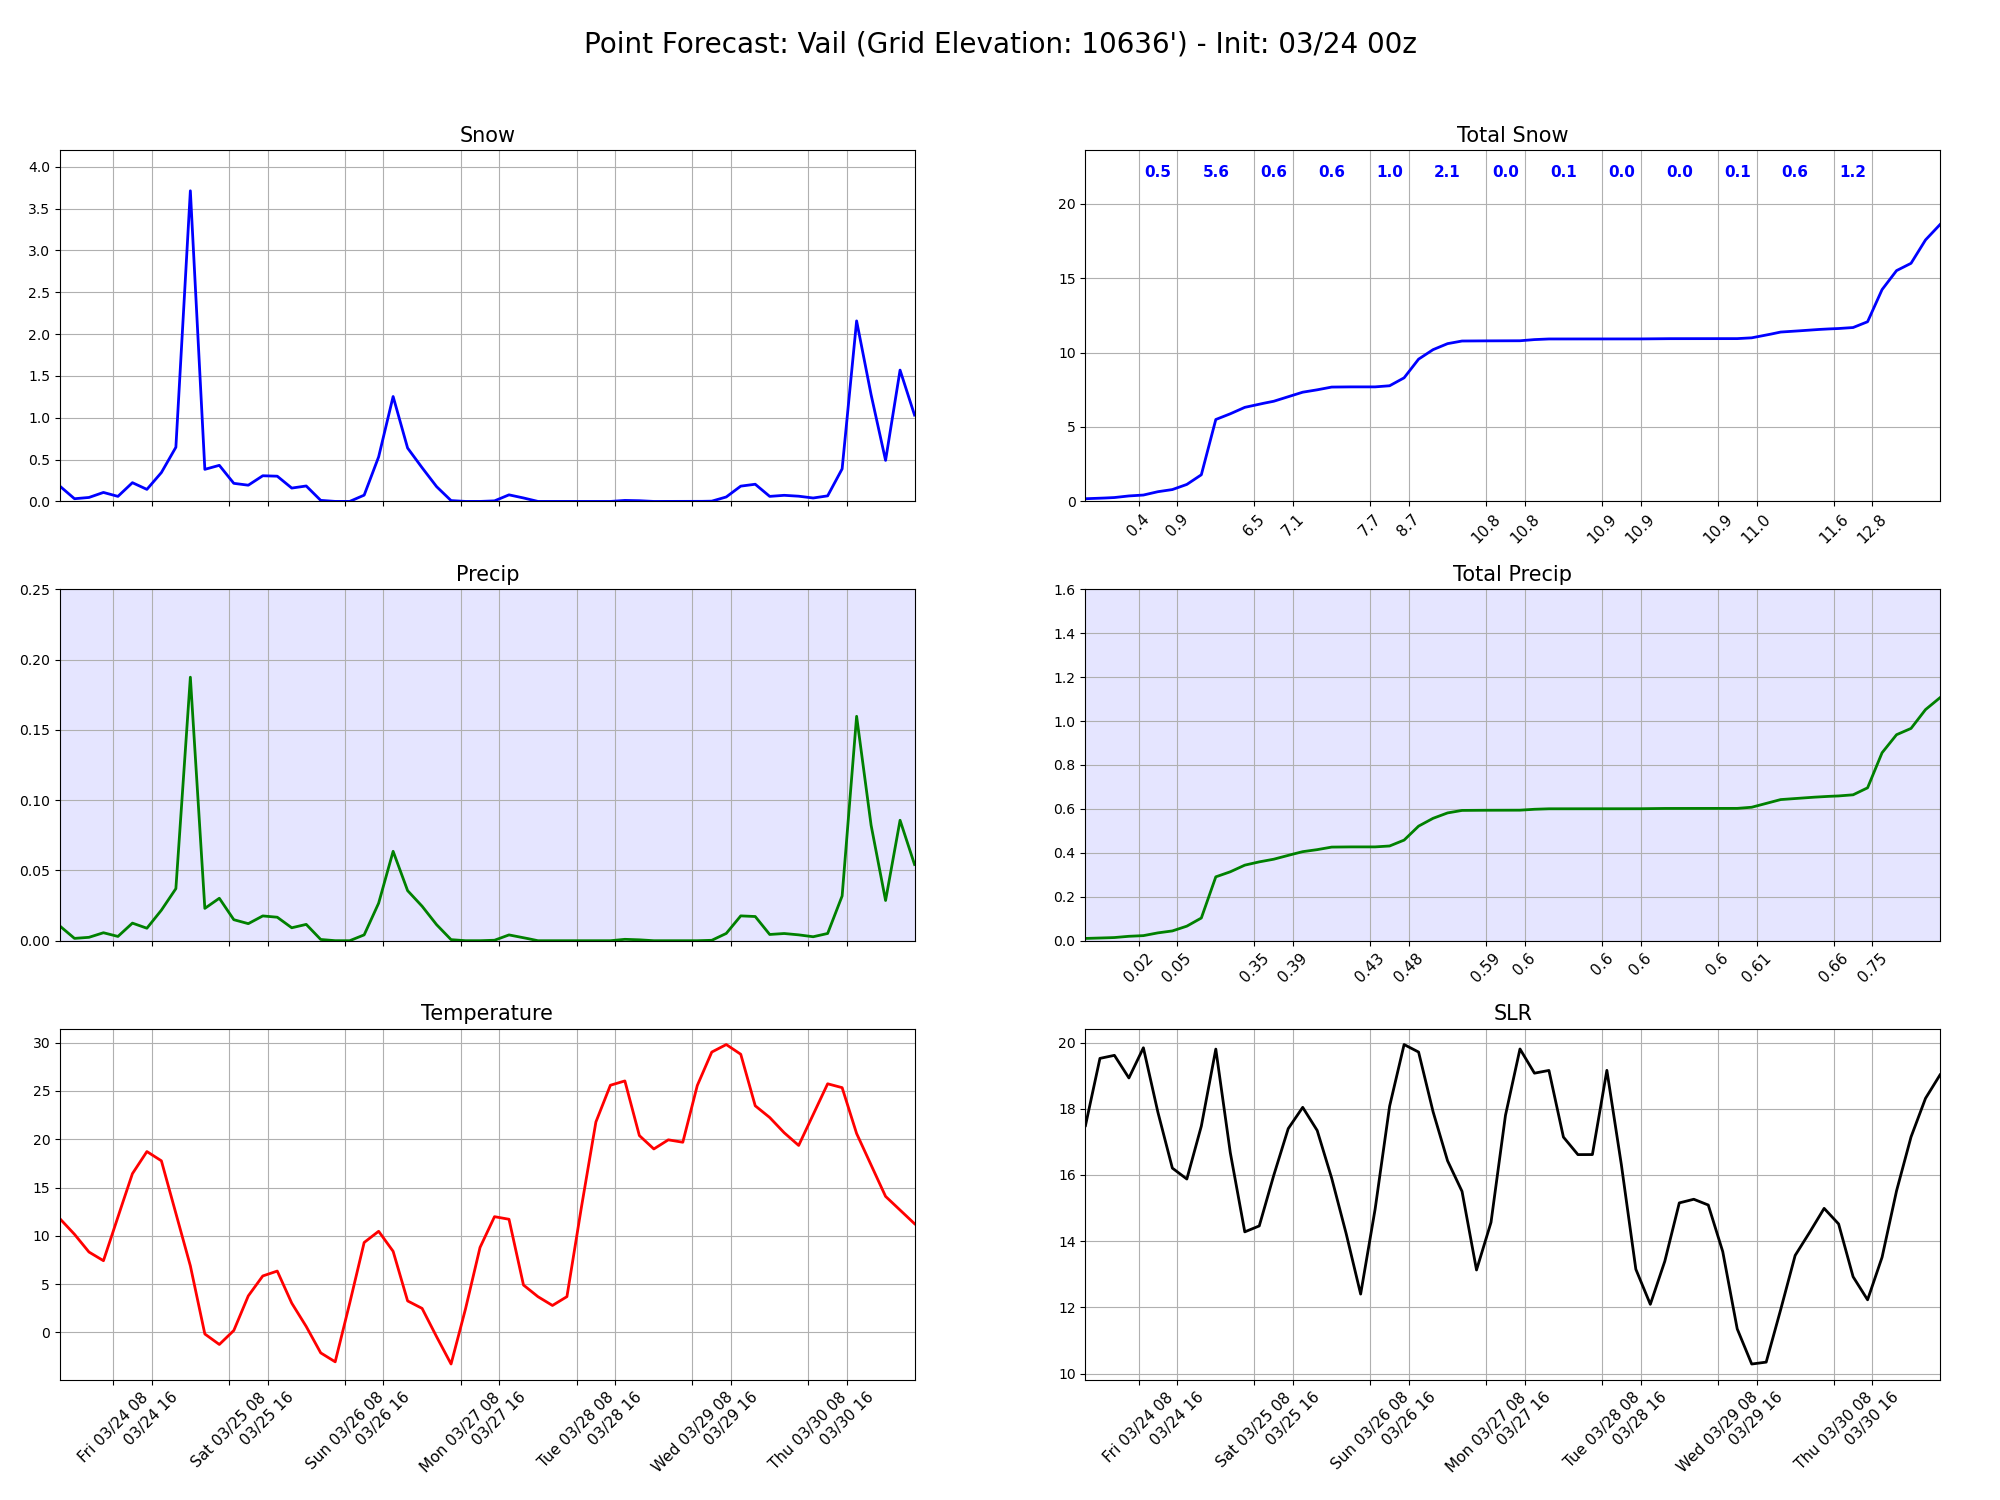 Point Forecast: Vail (Grid Elevation: 10636') - Init: 03/24 00z
Snow
4.0
3.5
3.0
2.5
2.0
1.5
1.0
0.5
0.0
Total Snow
0.5 5.6 0.6 0.6 1.0 2.1 0.0 0.1 0.0 0.0 0.1 0.6 1.2
20
15
10
5
0
0.4 0.9 6.5 7.1 7.7 8.7 10.8 10.8 10.9 10.9 10.9 11.0 11.6 12.8
Precip
0.25
0.20
0.15
0.10
0.05
0.00
Total Precip
1.6
1.4
1.2
1.0
0.8
0.6
0.4
0.2
0.0
0.02 0.05 0.35 0.39 0.43 0.48 0.59 0.6 0.6 0.6 0.6 0.61 0.66 0.75
Temperature
30
25
20
15
10
5
0
Fri 03/24 08
03/24 16
Sat 03/25 08
03/25 16
Sun 03/26 08
03/26 16
Mon 03/27 08
03/27 16
Tue 03/28 08
03/28 16
Wed 03/29 08
03/29 16
Thu 03/30 08
03/30 16
SLR
20
18
16
14
12
10
Fri 03/24 08
03/24 16
Sat 03/25 08
03/25 16
Sun 03/26 08
03/26 16
Mon 03/27 08
03/27 16
Tue 03/28 08
03/28 16
Wed 03/29 08
03/29 16
Thu 03/30 08
03/30 16